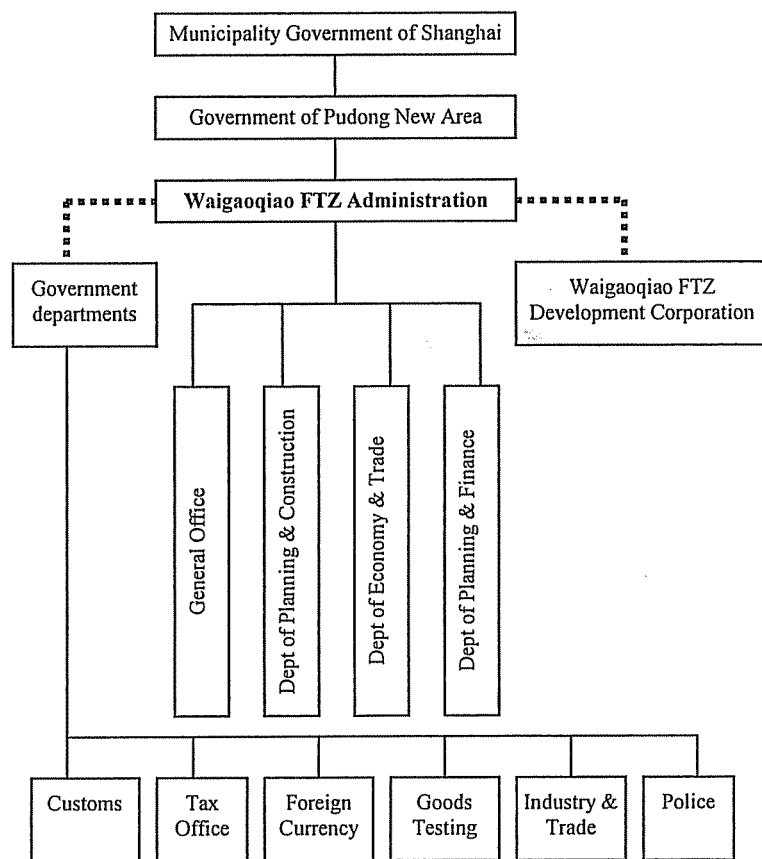 Municipality Government of Shanghai
Government of Pudong New Area
Waigaoqiao FTZ Administration
Government
departments
Waigaoqiao FTZ
Development Corporation
General Office
Dept of Planning & Construction
Dept of Economy & Trade
Dept of Planning & Finance
Customs
Tax
Office
Foreign
Currency
Goods
Testing
Industry &
Trade
Police